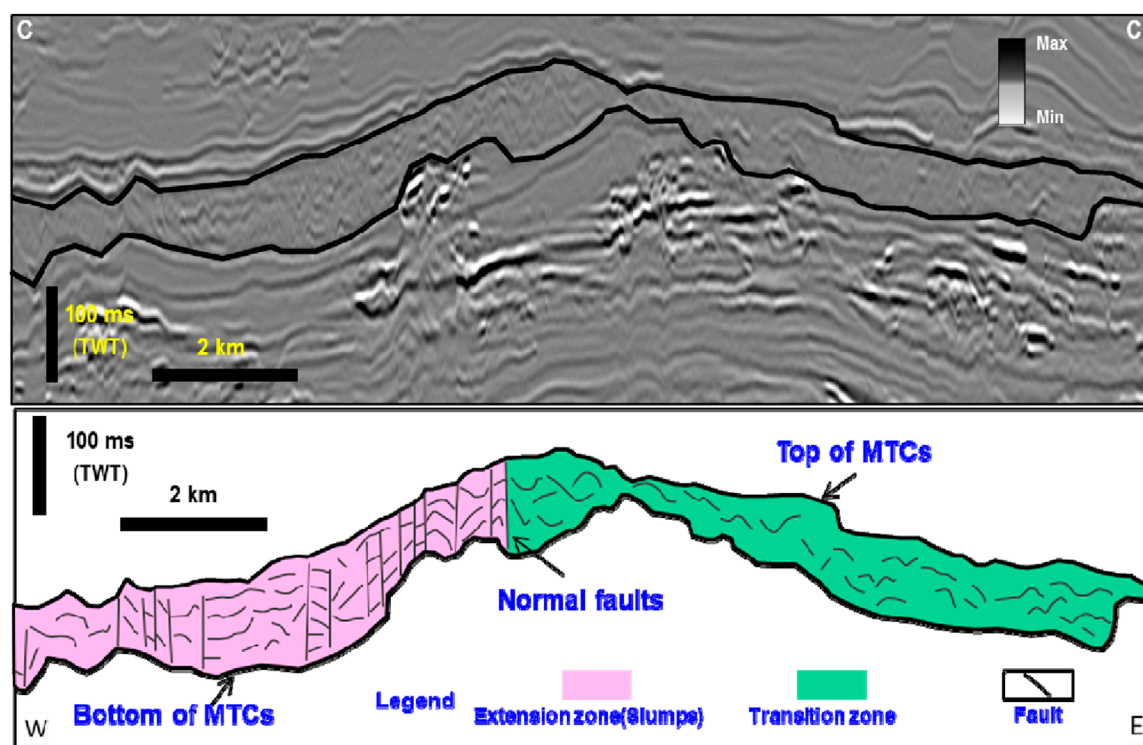 C
C'
Max
Min
100 ms
(TWT)
2 km
100 ms
(TWT)
2 km
Top of MTCs
Normal faults
Bottom of MTCs
Legend
Extension zone(Slumps)
Transition zone
Fault
W
E